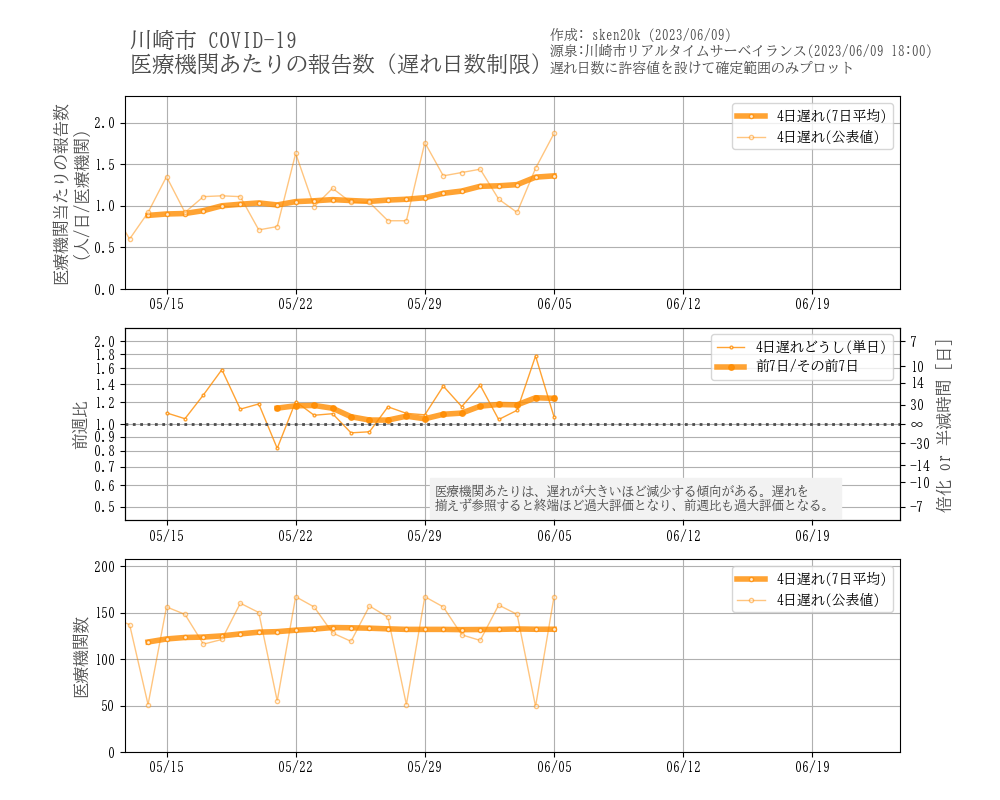 川崎市 COVID-19
医療機関あたりの報告数 (遅れ日数制限)
作成: sken20k (2023/06/09)
源泉:川崎市リアルタイムサーベイランス(2023/06/09 18:00)
遅れ日数に許容値を設けて確定範囲のみプロット
医療機関当たりの報告数
(人/日/医療機関)
2.0
1.5
1.0
0.5
0.0
4日遅れ(7日平均)
4日遅れ(公表値)
05/15 05/22 05/29 06/05 06/12 06/19
前週比
2.0
1.8
1.6
1.4
1.2
1.0
0.9
0.8
0.7
0.6
0.5
4日遅れどうし(単日)
前7日/その前7日
7
10
14
30
∞
-30
-14
-10
-7
倍化 or 半減時間 [日]
医療機関あたりは、遅れが大きいほど減少する傾向がある。遅れを
揃えず参照すると終端ほど過大評価となり、前週比も過大評価となる。
05/15 05/22 05/29 06/05 06/12 06/19
医療機関数
200
150
100
50
0
4日遅れ(7日平均)
4日遅れ(公表値)
05/15 05/22 05/29 06/05 06/12 06/19